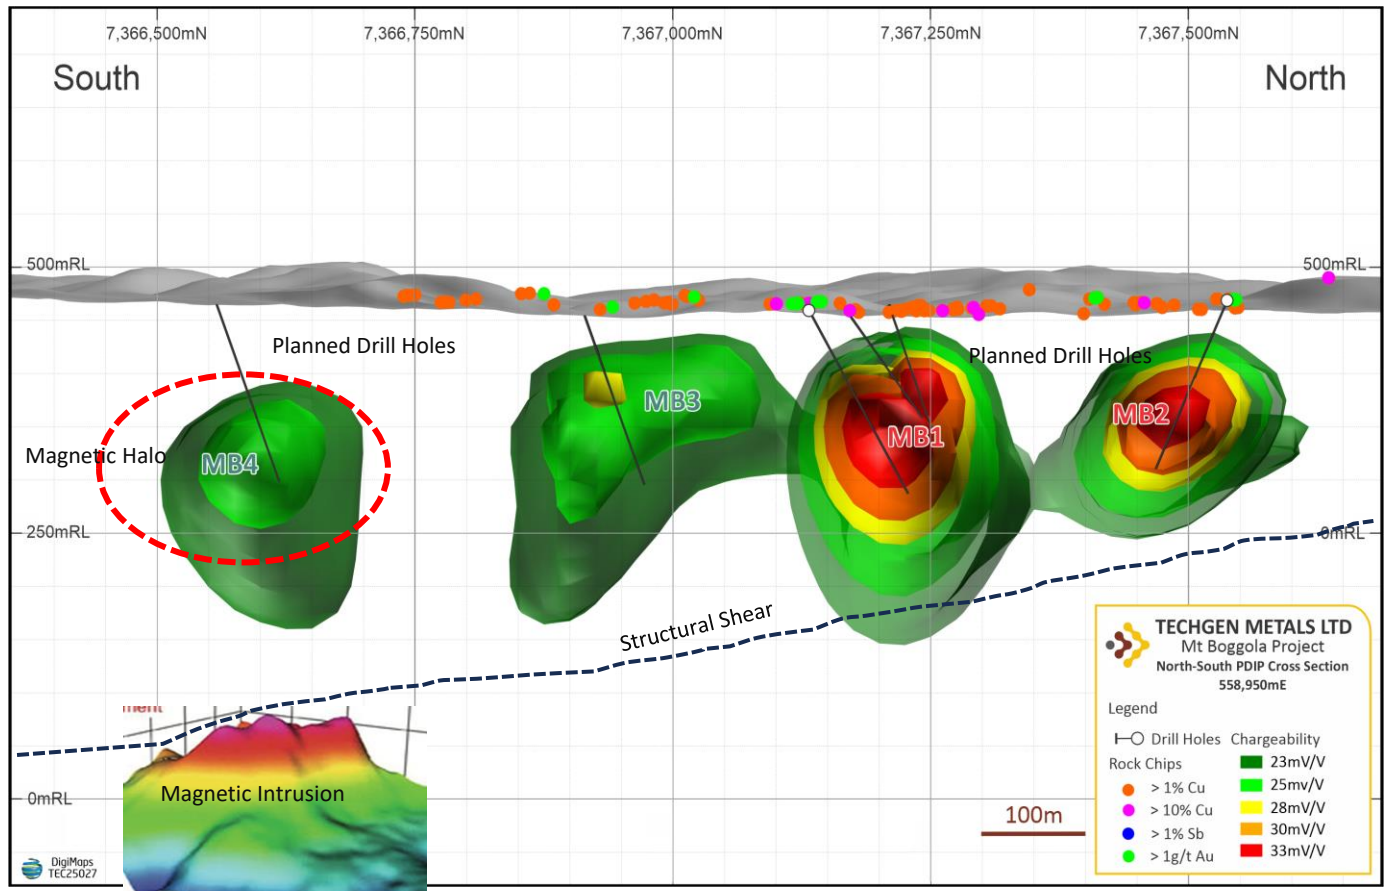 7,366,500mN 7,366,750mN 7,367,000mN 7,367,250mN 7,367,500mN
South North
500mRL 500mRL
Planned Drill Holes
Planned Drill Holes
MB3
MB2
MB1
MB4
Magnetic Halo
250mRL 0mRL
Structural Shear
Magnetic Intrusion
0mRL
100m
TECHGEN METALS LTD
Mt Boggola Project
North-South PDIP Cross Section
558,950mE
Legend
Drill Holes Chargeability
Rock Chips
> 1% Cu
> 10% Cu
> 1% Sb
> 1g/t Au
23mV/V
25mv/V
28mV/V
30mV/V
33mV/V
DigiMaps
TEC25027